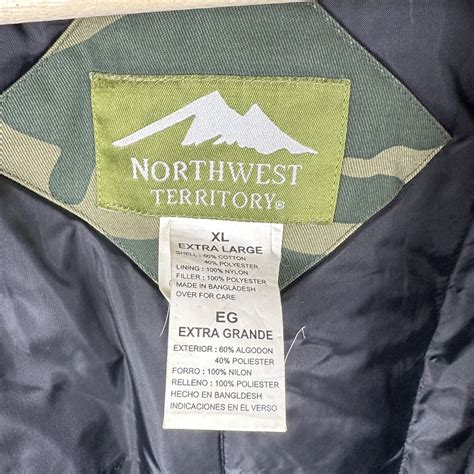 NORTHWEST
TERRITORY®
XL
EXTRA LARGE
SHELL : 60% COTTON
40% POLYESTER
LINING : 100% NYLON
FILLER : 100% POLYESTER
MADE IN BANGLADESH
OVER FOR CARE
EG
EXTRA GRANDE
EXTERIOR : 60% ALGODON
40% POLIESTER
FORRO : 100% NILON
RELLENO : 100% POLIESTER
HECHO EN BANGLDESH
INDICACIONES EN EL VERSO